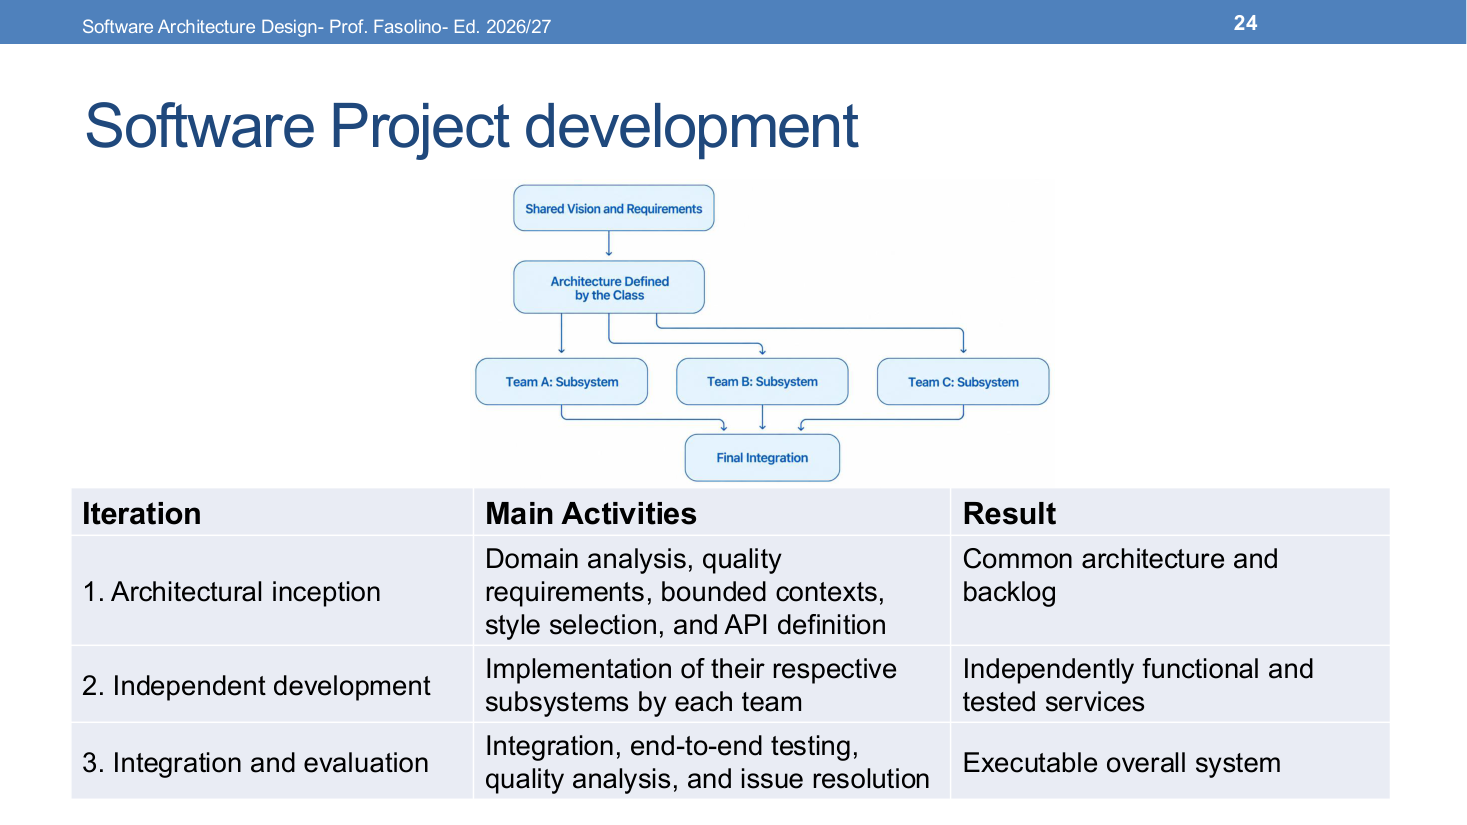 Software Architecture Design- Prof. Fasolino- Ed. 2026/27
24
Software Project development
Shared Vision and Requirements
Architecture Defined
by the Class
Team A: Subsystem
Team B: Subsystem
Team C: Subsystem
Final Integration
Iteration
Main Activities
Result
1. Architectural inception
Domain analysis, quality
requirements, bounded contexts,
style selection, and API definition
Common architecture and
backlog
2. Independent development
Implementation of their respective
subsystems by each team
Independently functional and
tested services
3. Integration and evaluation
Integration, end-to-end testing,
quality analysis, and issue resolution
Executable overall system